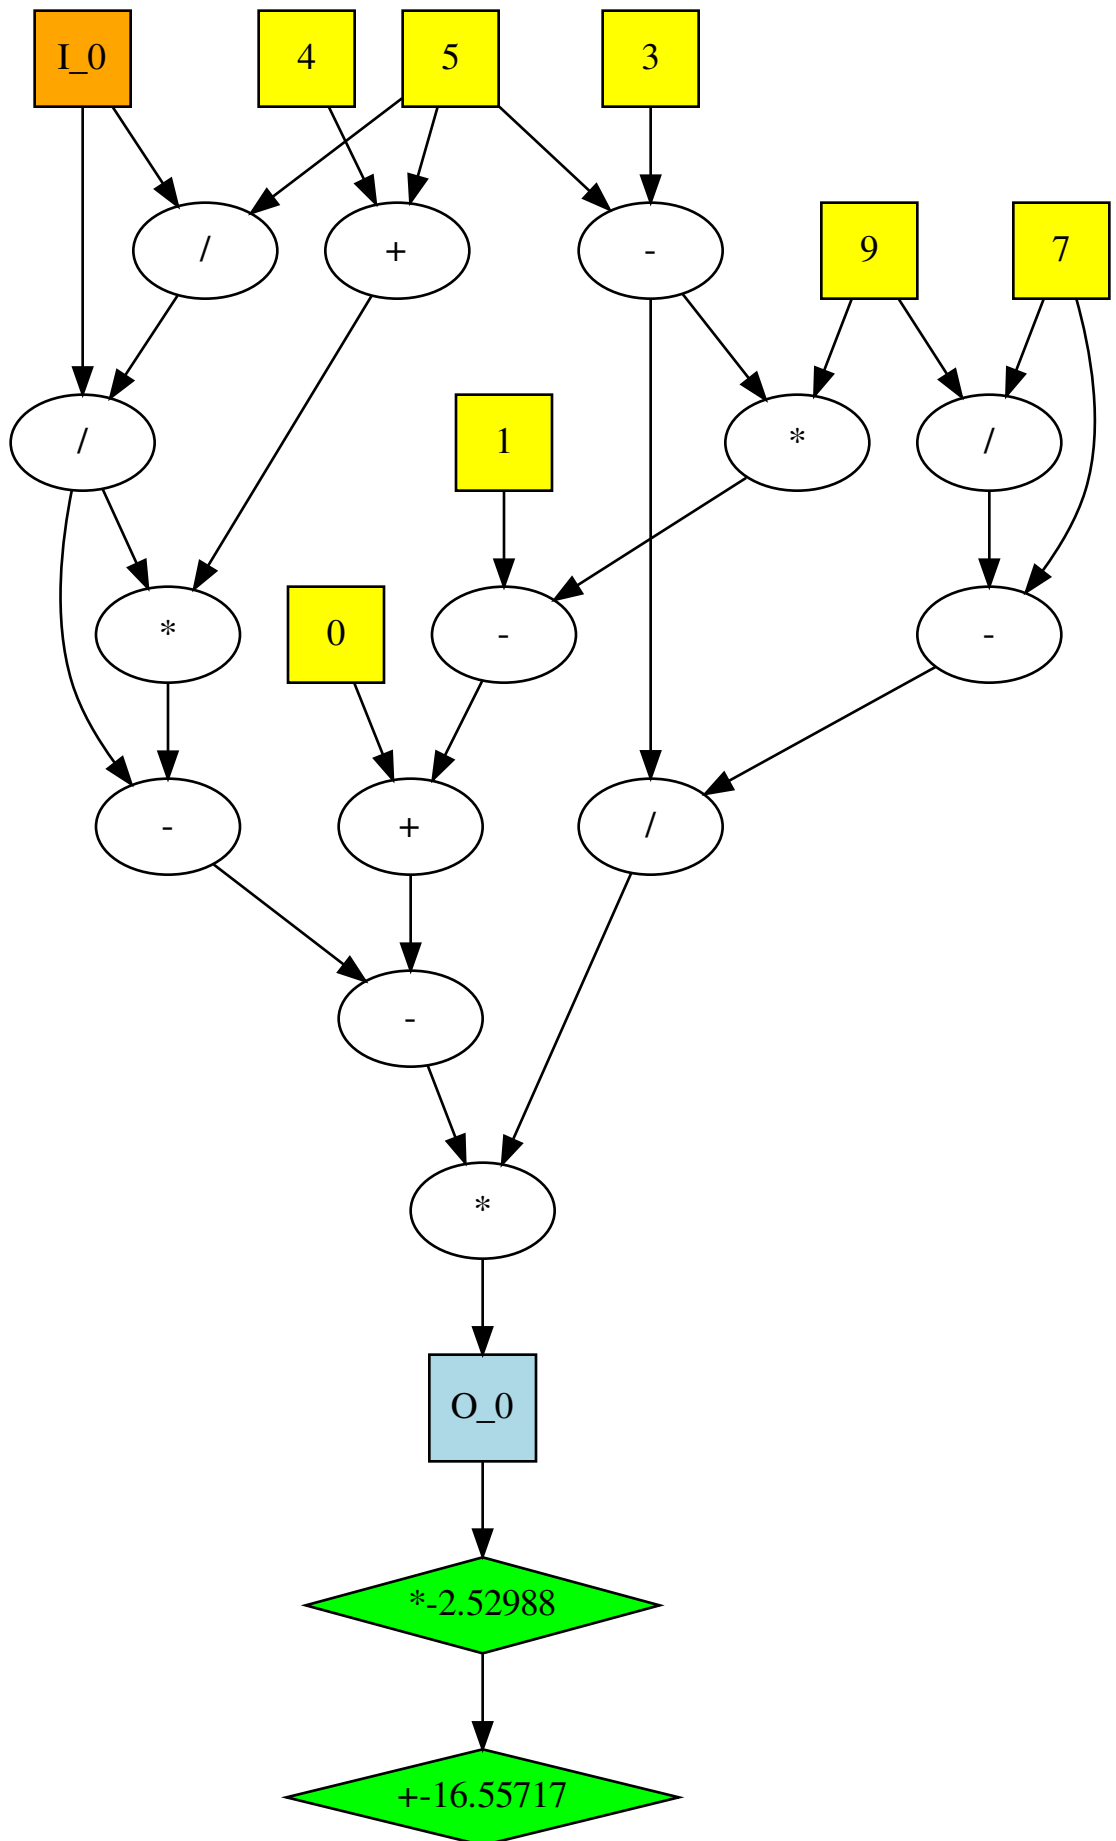 I_0 4 5 3
/ + - 9 7
/ 1 * /
* 0 - -
- + /
-
*
O_0
*-2.52988
+-16.55717